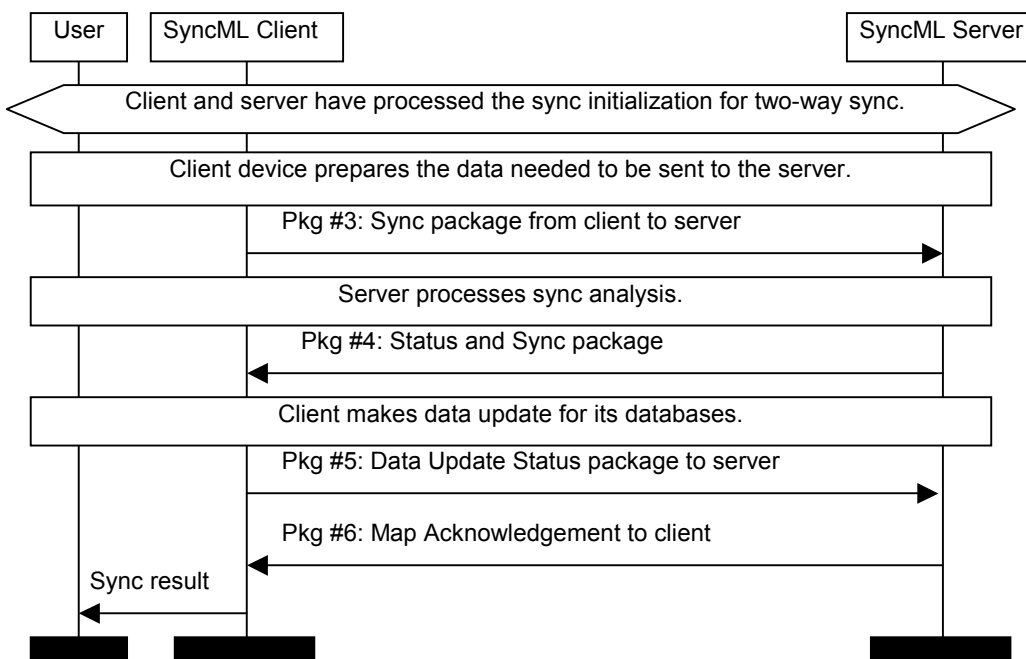 User
SyncML Client
SyncML Server
Client and server have processed the sync initialization for two-way sync.
Client device prepares the data needed to be sent to the server.
Pkg #3: Sync package from client to server
Server processes sync analysis.
Pkg #4: Status and Sync package
Client makes data update for its databases.
Pkg #5: Data Update Status package to server
Pkg #6: Map Acknowledgement to client
Sync result